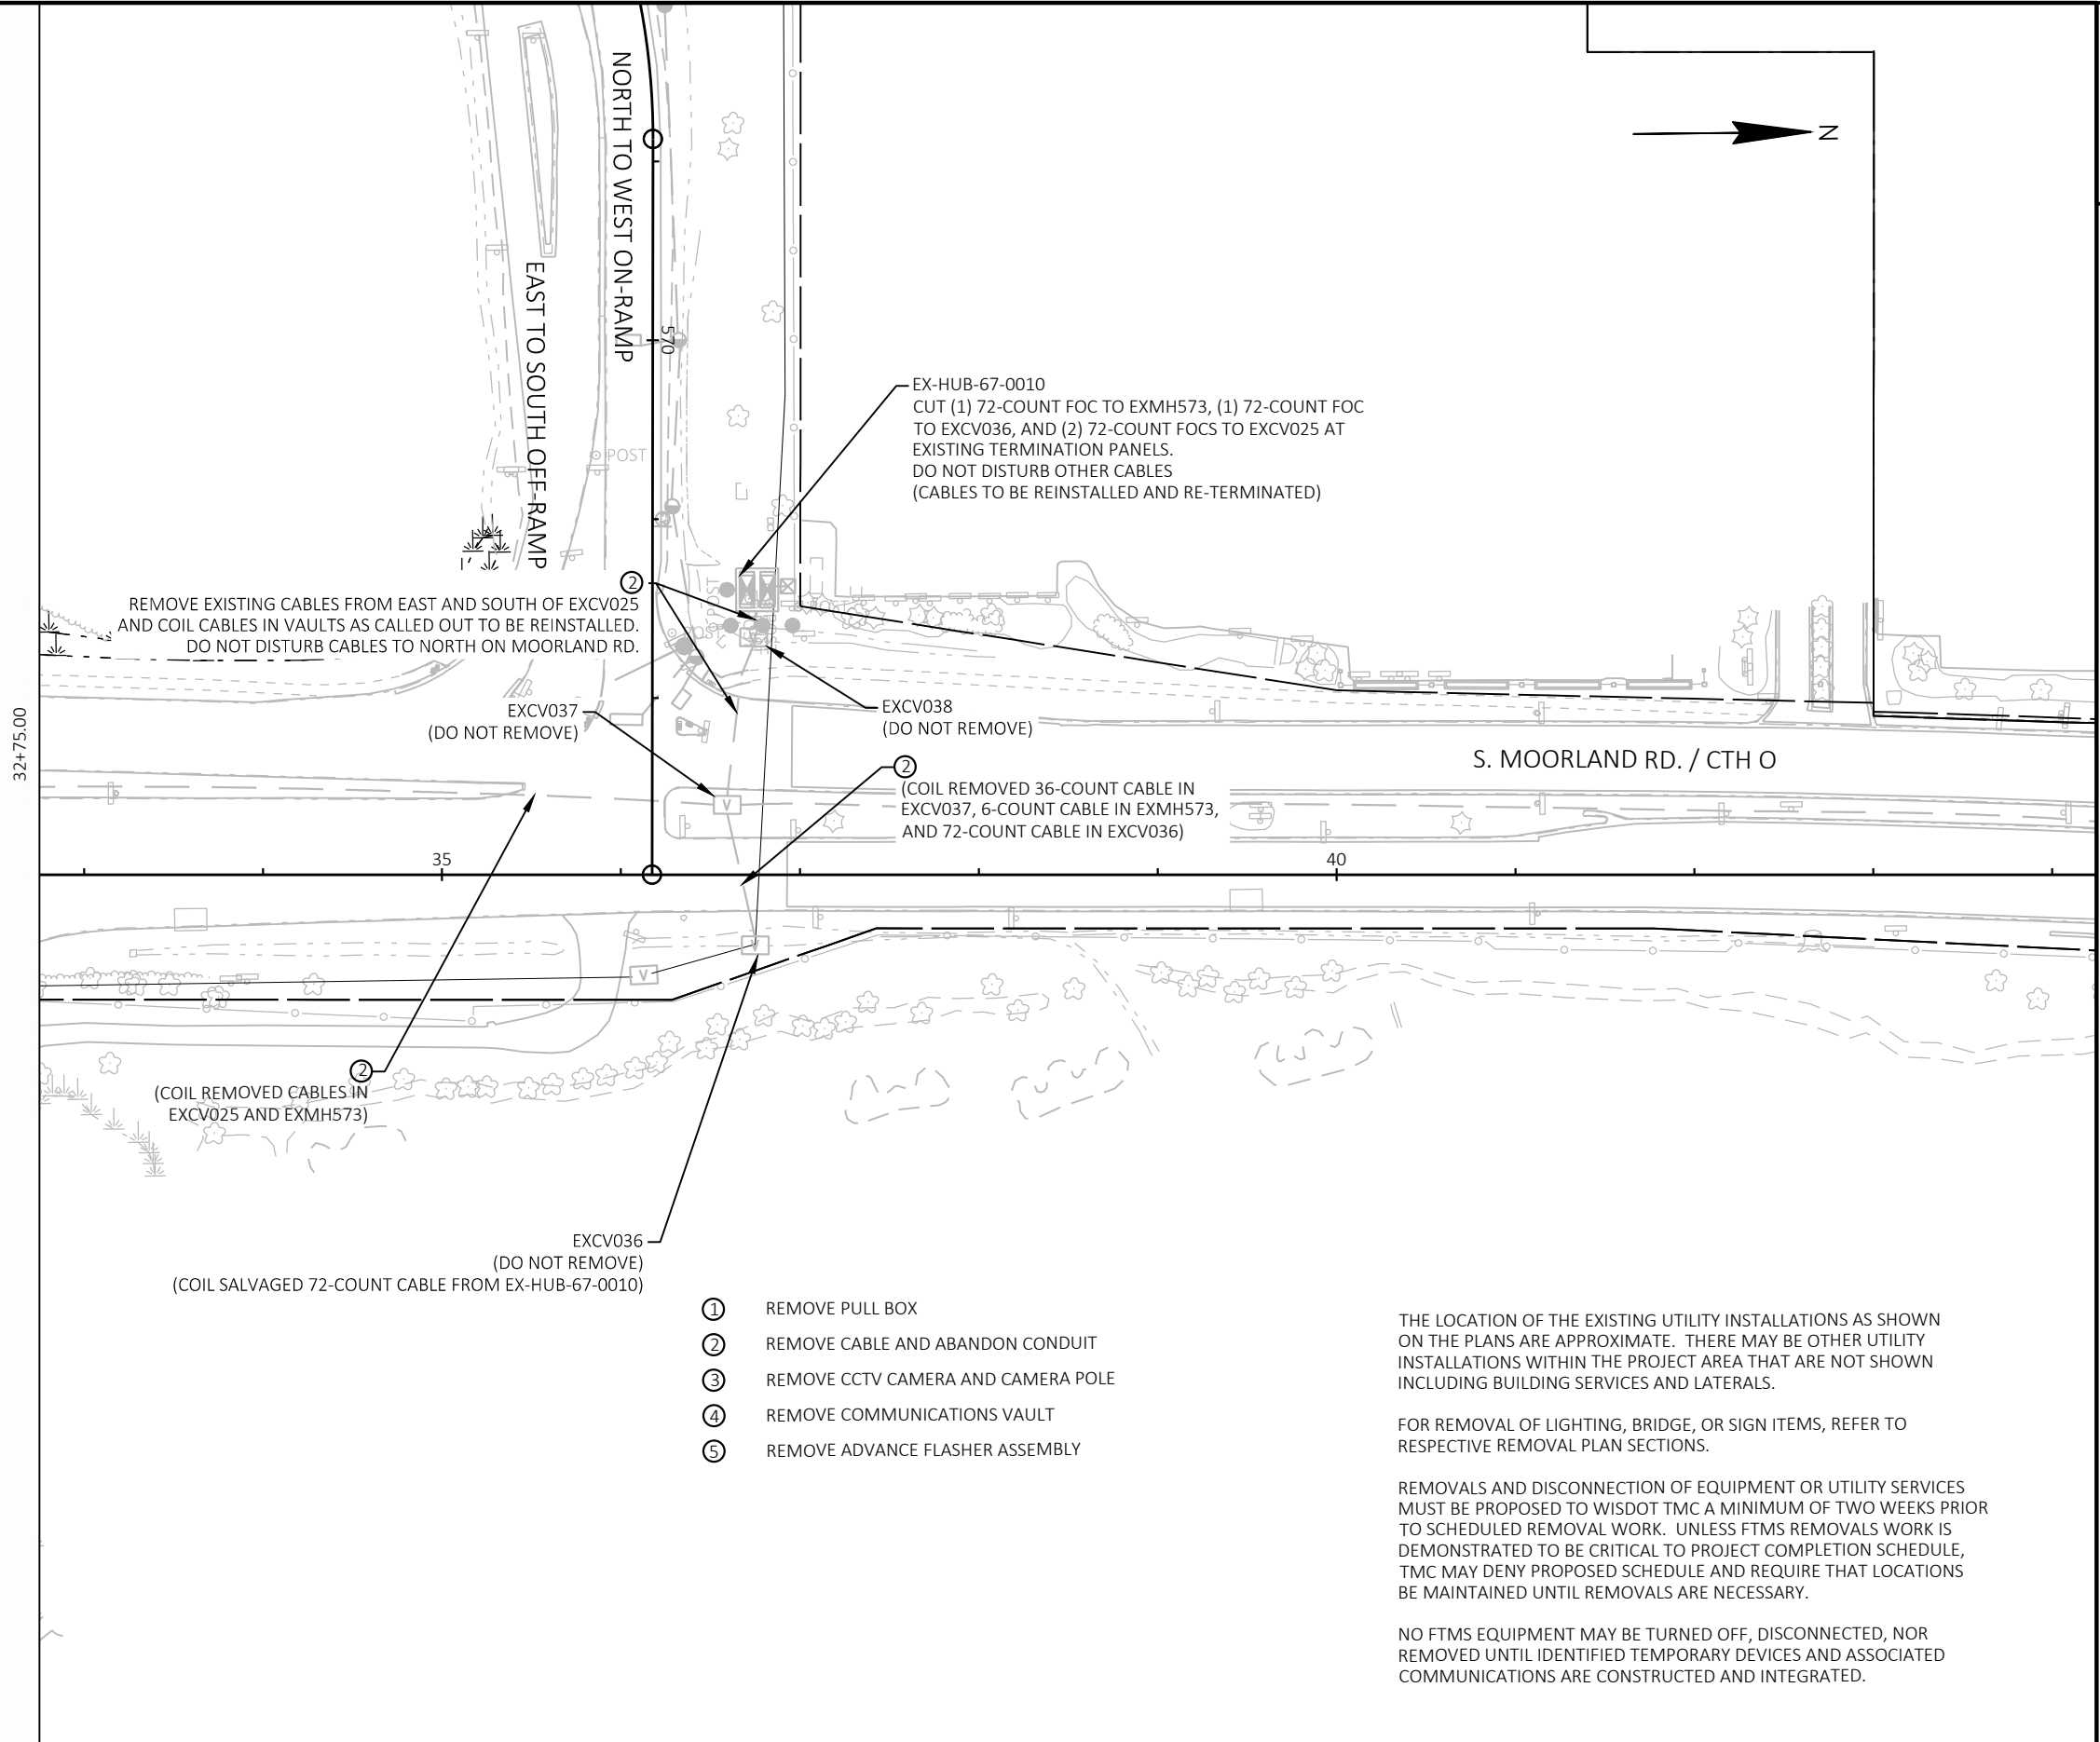 NORTH TO WEST ON-RAMP
EAST TO SOUTH OFF-RAMP
N
570
POST
EX-HUB-67-0010
CUT (1) 72-COUNT FOC TO EXMH573, (1) 72-COUNT FOC
TO EXCV036, AND (2) 72-COUNT FOCS TO EXCV025 AT
EXISTING TERMINATION PANELS.
DO NOT DISTURB OTHER CABLES
(CABLES TO BE REINSTALLED AND RE-TERMINATED)
2
REMOVE EXISTING CABLES FROM EAST AND SOUTH OF EXCV025
AND COIL CABLES IN VAULTS AS CALLED OUT TO BE REINSTALLED.
DO NOT DISTURB CABLES TO NORTH ON MOORLAND RD.
EXCV037
(DO NOT REMOVE)
EXCV038
(DO NOT REMOVE)
32+75.00
S. MOORLAND RD. / CTH O
2
(COIL REMOVED 36-COUNT CABLE IN
EXCV037, 6-COUNT CABLE IN EXMH573,
AND 72-COUNT CABLE IN EXCV036)
V
35
40
V
V
2
(COIL REMOVED CABLES IN
EXCV025 AND EXMH573)
EXCV036
(DO NOT REMOVE)
(COIL SALVAGED 72-COUNT CABLE FROM EX-HUB-67-0010)
1 REMOVE PULL BOX
2 REMOVE CABLE AND ABANDON CONDUIT
3 REMOVE CCTV CAMERA AND CAMERA POLE
4 REMOVE COMMUNICATIONS VAULT
5 REMOVE ADVANCE FLASHER ASSEMBLY
THE LOCATION OF THE EXISTING UTILITY INSTALLATIONS AS SHOWN
ON THE PLANS ARE APPROXIMATE. THERE MAY BE OTHER UTILITY
INSTALLATIONS WITHIN THE PROJECT AREA THAT ARE NOT SHOWN
INCLUDING BUILDING SERVICES AND LATERALS.
FOR REMOVAL OF LIGHTING, BRIDGE, OR SIGN ITEMS, REFER TO
RESPECTIVE REMOVAL PLAN SECTIONS.
REMOVALS AND DISCONNECTION OF EQUIPMENT OR UTILITY SERVICES
MUST BE PROPOSED TO WISDOT TMC A MINIMUM OF TWO WEEKS PRIOR
TO SCHEDULED REMOVAL WORK. UNLESS FTMS REMOVALS WORK IS
DEMONSTRATED TO BE CRITICAL TO PROJECT COMPLETION SCHEDULE,
TMC MAY DENY PROPOSED SCHEDULE AND REQUIRE THAT LOCATIONS
BE MAINTAINED UNTIL REMOVALS ARE NECESSARY.
NO FTMS EQUIPMENT MAY BE TURNED OFF, DISCONNECTED, NOR
REMOVED UNTIL IDENTIFIED TEMPORARY DEVICES AND ASSOCIATED
COMMUNICATIONS ARE CONSTRUCTED AND INTEGRATED.